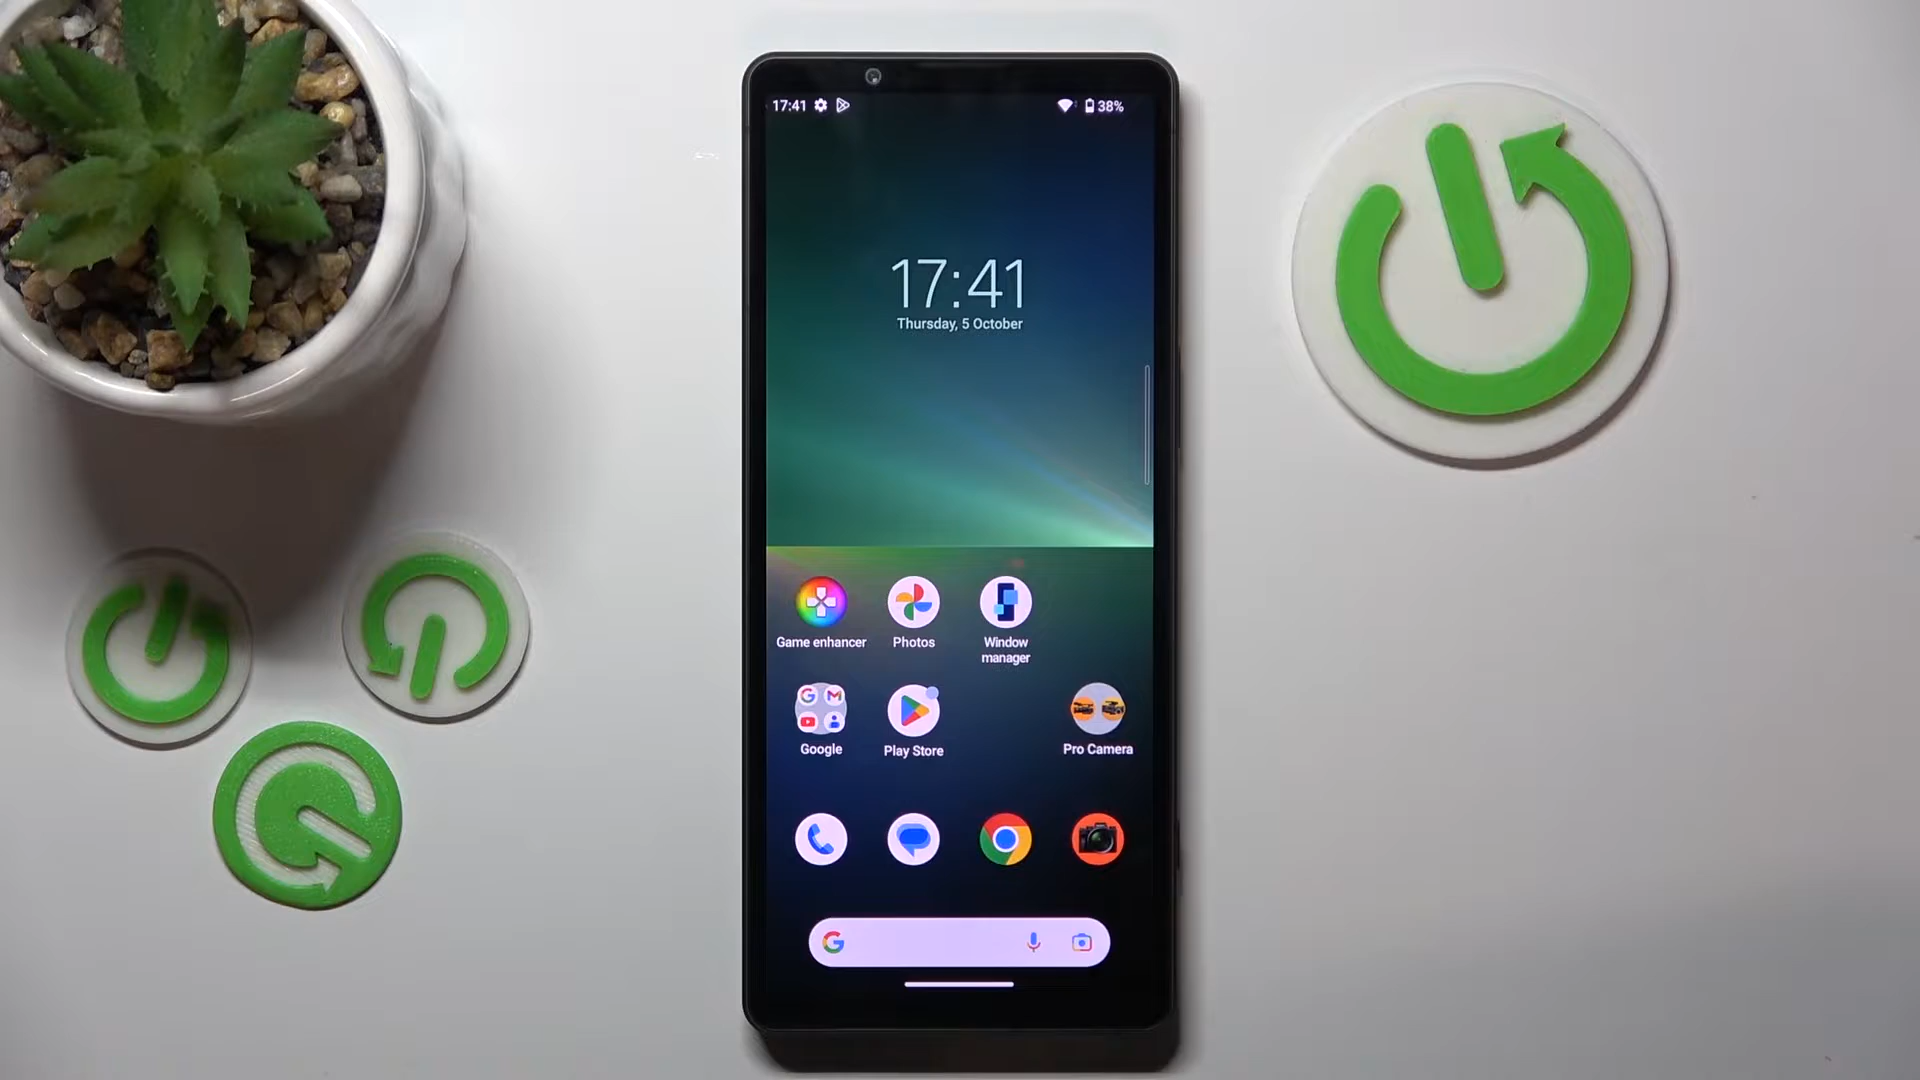 17:41
38%
17:41
Thursday, 5 October
Game enhancer
Photos
Window
manager
Google
Play Store
Pro Camera